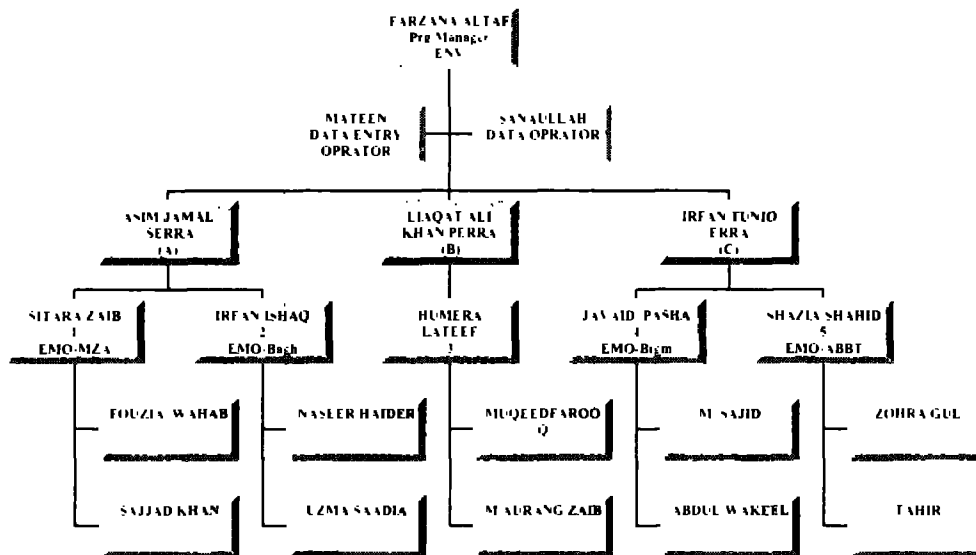 FARZANA ALTAF
Prg Manager
ENV
MATEEN
DATA ENTRY
OPRATOR
SANAULLAH
DATA OPRATOR
ASIM JAMAL
SERRA
(A)
LIAQAT ALI
KHAN PERRA
(B)
IRFAN TUNIO
ERRA
(C)
SITARA ZAIB
1
EMO-MZA
IRFAN ISHAQ
2
EMO-Bagh
HUMERA
LATEEF
3
JAVAID PASHA
4
EMO-Btgm
SHAZIA SHAHID
5
EMO-ABBT
FOUZIA WAHAB
NASEER HAIDER
MUQEEDFAROO
Q
M SAJID
ZOHRA GUL
SAJJAD KHAN
UZMA SAADIA
M AURANG ZAIB
ABDUL WAKEEL
TAHIR